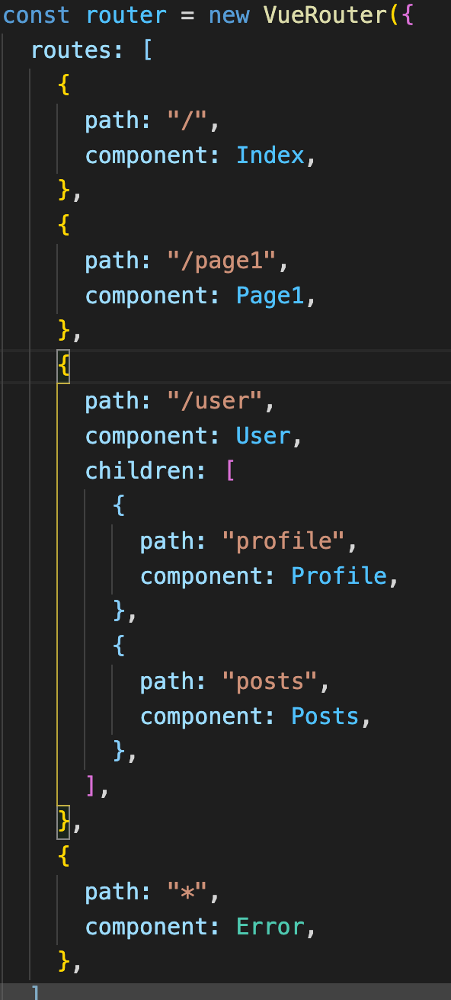 const router = new VueRouter({
  routes: [
    {
      path: "/",
      component: Index,
    },
    {
      path: "/page1",
      component: Page1,
    },
    {
      path: "/user",
      component: User,
      children: [
        {
          path: "profile",
          component: Profile,
        },
        {
          path: "posts",
          component: Posts,
        },
      ],
    },
    {
      path: "*",
      component: Error,
    },
  ]